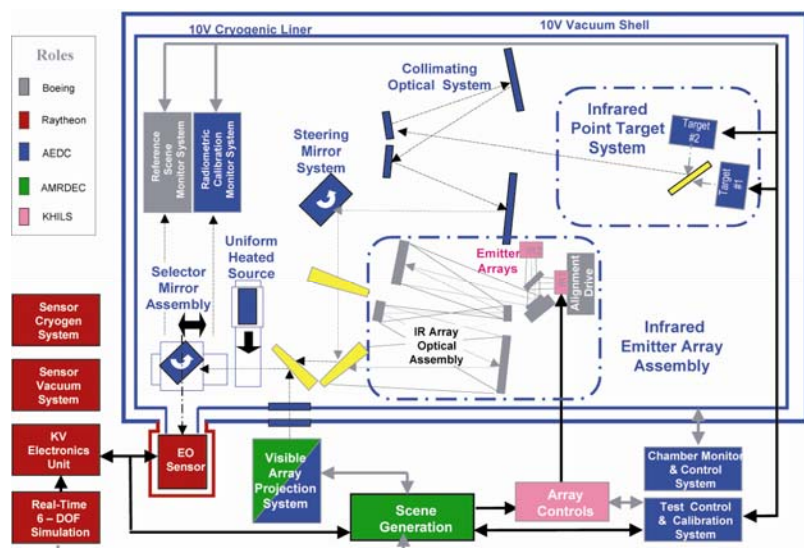 10V Cryogenic Liner
10V Vacuum Shell
Roles
Boeing
Raytheon
AEDC
AMRDEC
KHILS
Reference
Scene
Monitor System
Radiometric
Calibration
Monitor System
Steering
Mirror
System
Collimating
Optical System
Infrared
Point Target
System
Target
#2
Target
#1
Selector
Mirror
Assembly
Uniform
Heated
Source
Emitter
Arrays
Alignment
Drive
IR Array
Optical
Assembly
Infrared
Emitter Array
Assembly
Sensor
Cryogen
System
Sensor
Vacuum
System
KV
Electronics
Unit
Real-Time
6 – DOF
Simulation
EO
Sensor
Visible
Array
Projection
System
Scene
Generation
Array
Controls
Chamber Monitor
& Control
System
Test Control
& Calibration
System